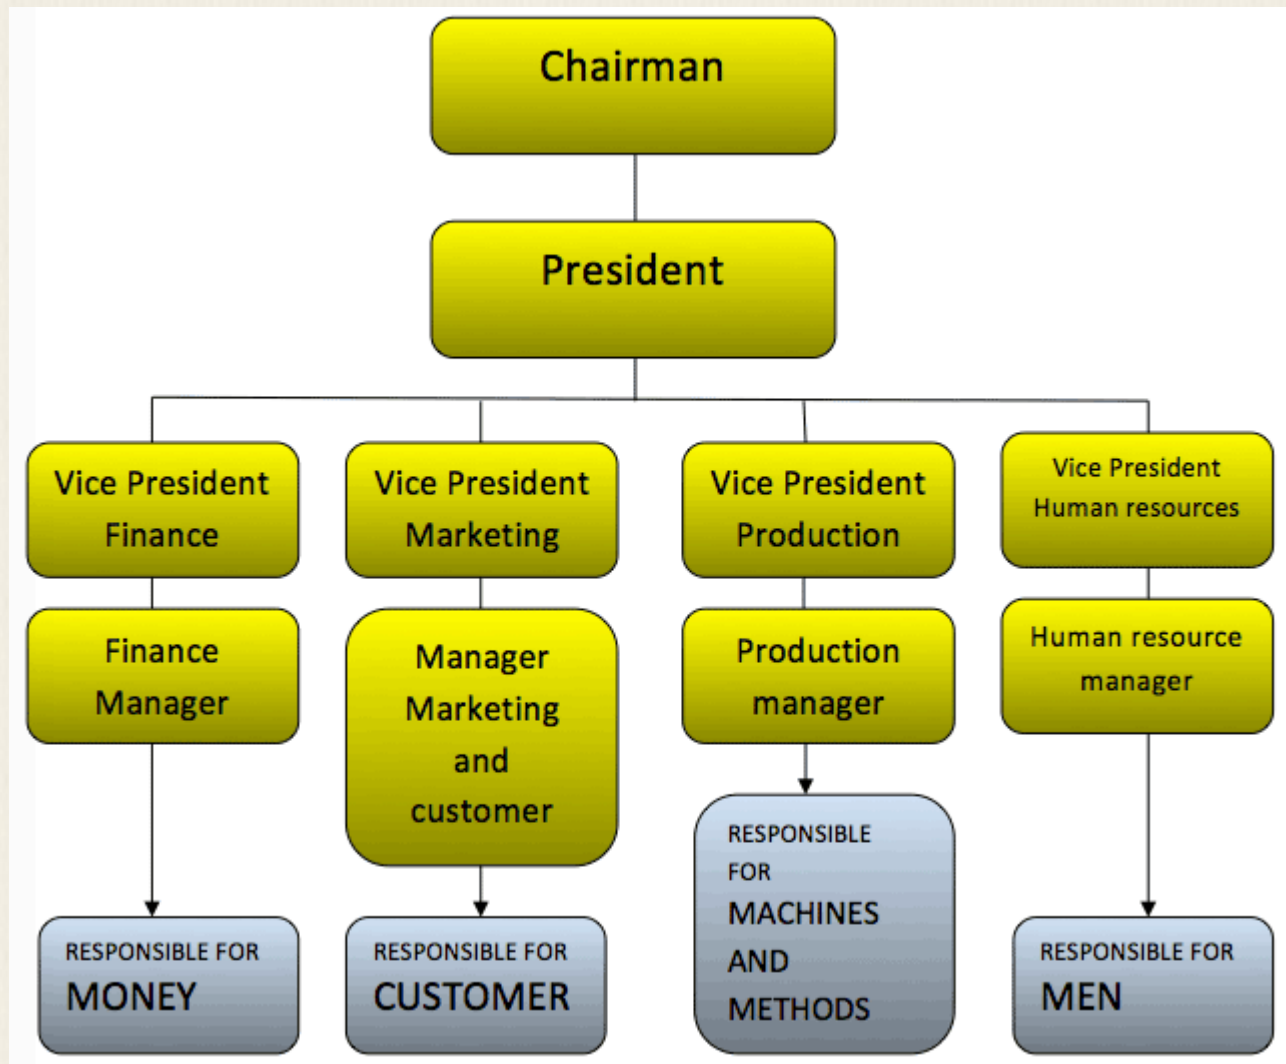 Chairman
President
Vice President
Finance
Vice President
Marketing
Vice President
Production
Vice President
Human resources
Finance
Manager
Manager
Marketing
and
customer
Production
manager
Human resource
manager
RESPONSIBLE FOR
MONEY
RESPONSIBLE FOR
CUSTOMER
RESPONSIBLE
FOR
MACHINES
AND
METHODS
RESPONSIBLE FOR
MEN